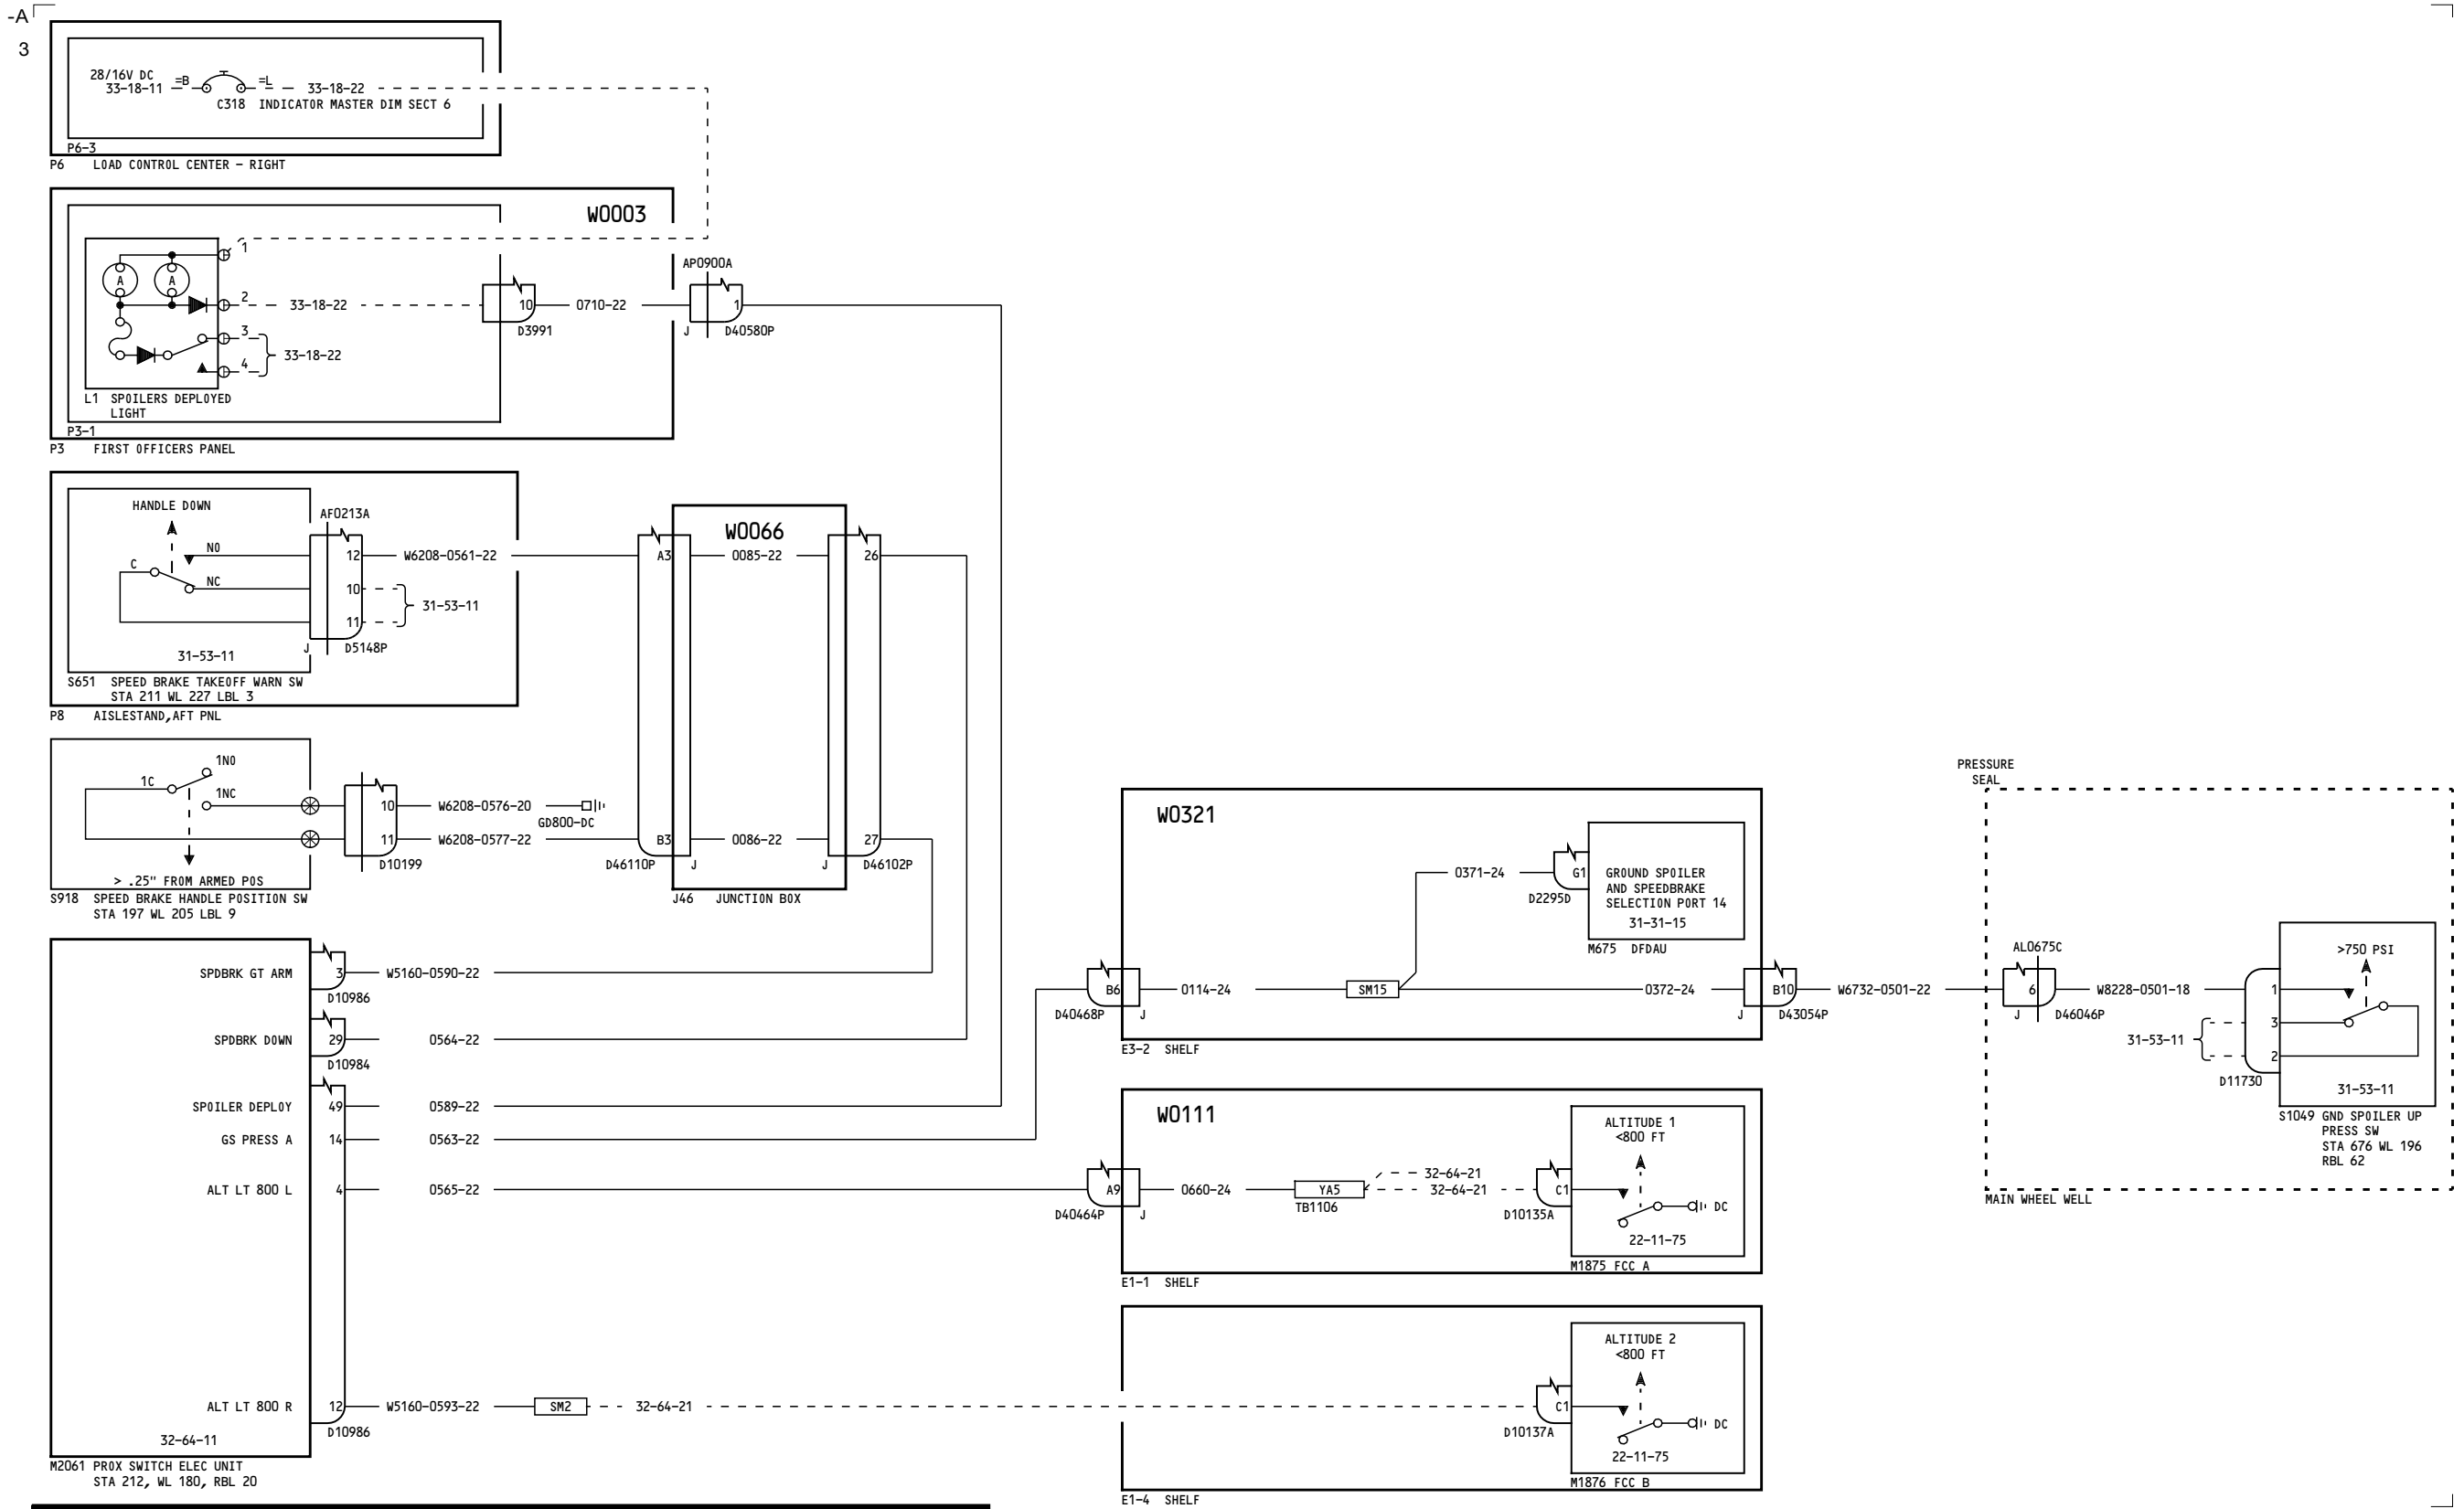 -A
3
28/16V DC
33-18-11 =B =L 33-18-22
C318 INDICATOR MASTER DIM SECT 6
P6-3
P6 LOAD CONTROL CENTER - RIGHT
W0003
1
A A
2 33-18-22 10 0710-22 1
AP0900A
D3991
J D40580P
3
33-18-22
4
L1 SPOILERS DEPLOYED
LIGHT
P3-1
P3 FIRST OFFICERS PANEL
HANDLE DOWN
AF0213A
NO
12 W6208-0561-22
C
NC
10
31-53-11
11
J D5148P
31-53-11
S651 SPEED BRAKE TAKEOFF WARN SW
STA 211 WL 227 LBL 3
P8 AISLESTAND,AFT PNL
W0066
A3 0085-22 26
B3 0086-22 27
D46110P J J D46102P
J46 JUNCTION BOX
1NO
1C
1NC
10 W6208-0576-20
GD800-DC
11 W6208-0577-22
D10199
> .25" FROM ARMED POS
S918 SPEED BRAKE HANDLE POSITION SW
STA 197 WL 205 LBL 9
SPDBRK GT ARM 3 W5160-0590-22
D10986
SPDBRK DOWN 29 0564-22
D10984
SPOILER DEPLOY 49 0589-22
GS PRESS A 14 0563-22
ALT LT 800 L 4 0565-22
ALT LT 800 R 12 W5160-0593-22 SM2 32-64-21
D10986
32-64-11
M2061 PROX SWITCH ELEC UNIT
STA 212, WL 180, RBL 20
W0321
0371-24 G1 GROUND SPOILER
AND SPEEDBRAKE
SELECTION PORT 14
D2295D
31-31-15
M675 DFDAU
B6 0114-24 SM15 0372-24 B10 W6732-0501-22
D40468P J J D43054P
E3-2 SHELF
W0111
ALTITUDE 1
<800 FT
A9 0660-24 YA5 32-64-21
32-64-21 C1
D40464P J TB1106 D10135A
DC
22-11-75
M1875 FCC A
E1-1 SHELF
ALTITUDE 2
<800 FT
C1
D10137A
DC
22-11-75
M1876 FCC B
E1-4 SHELF
PRESSURE
SEAL
AL0675C
6 W8228-0501-18 1
J D46046P
>750 PSI
3
31-53-11
2
D11730
31-53-11
S1049 GND SPOILER UP
PRESS SW
STA 676 WL 196
RBL 62
MAIN WHEEL WELL